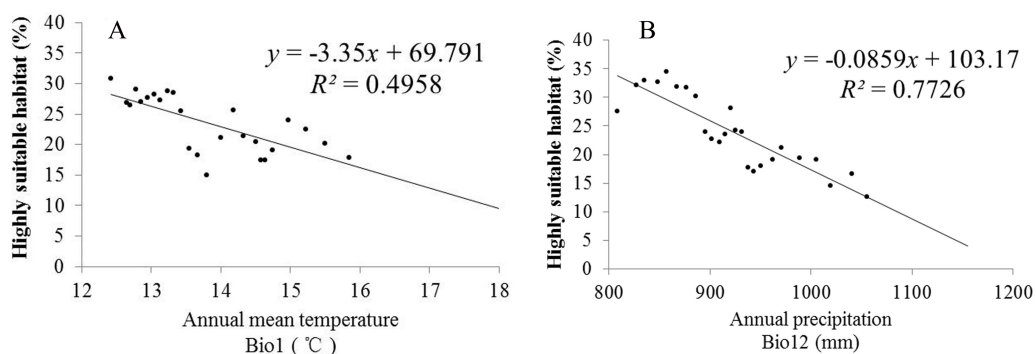 A
y = -3.35x + 69.791
R² = 0.4958
Highly suitable habitat (%)
40
35
30
25
20
15
10
5
0
12 13 14 15 16 17 18
Annual mean temperature
Bio1 ( ℃)
B
y = -0.0859x + 103.17
R² = 0.7726
Highly suitable habitat (%)
40
35
30
25
20
15
10
5
0
800 900 1000 1100 1200
Annual precipitation
Bio12 (mm)